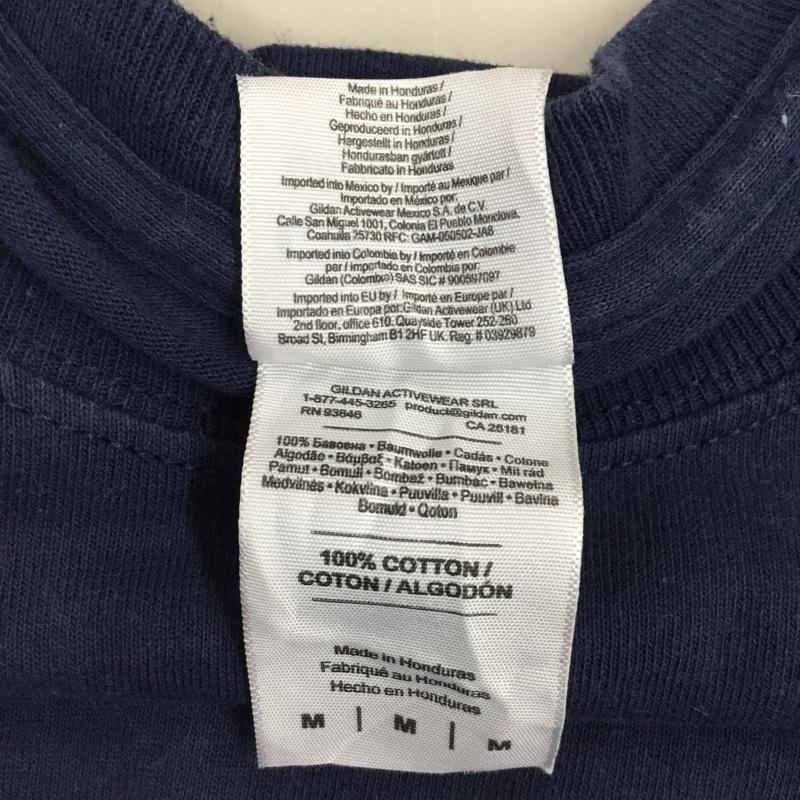 Made in Honduras /
Fabriqué au Honduras /
Hecho en Honduras /
Geproduceerd in Honduras /
Hergestellt in Honduras /
Hondurasban gyártott /
Fabbricato in Honduras
Imported into Mexico by / Importé au Mexique par /
Importado en México por:
Gildan Activewear Mexico S.A. de C.V.
Calle San Miguel 1001, Colonia El Pueblo Monclova,
Coahuila 25730 RFC: GAM-050502-JA8
Imported into Colombia by / Importé en Colombie
par / Importado en Colombia por:
Gildan (Colombia) SAS SIC # 900597097
Imported into EU by / Importé en Europe par /
Importado en Europa por: Gildan Activewear (UK) Ltd
2nd floor, office 610. Quayside Tower 252-260
Broad St, Birmingham B1 2HF UK. Reg. # 03929879
GILDAN ACTIVEWEAR SRL
1-877-445-3265 product@gildan.com
RN 93846 CA 25181
100% Бавовна • Baumwolle • Cadás • Cotone
Algodão • Βάμβαξ • Katoen • Памук • Mit rád
Pamut • Bomuli • Bombaž • Bumbac • Bawełna
Medvilnės • Kokvilna • Puuvilla • Puuvill • Bavlna
Bomuld • Qoton
100% COTTON /
COTON / ALGODÓN
Made in Honduras
Fabriqué au Honduras
Hecho en Honduras
M | M | M